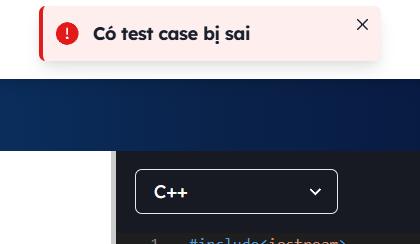 Có test case bị sai
C++
1 #include<iostream>